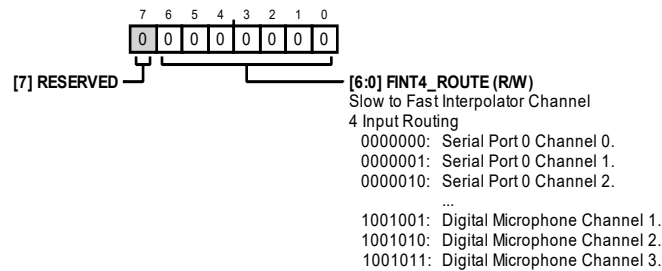 7 6 5 4 3 2 1 0
0 0 0 0 0 0 0 0
[7] RESERVED
[6:0] FINT4_ROUTE (R/W)
Slow to Fast Interpolator Channel
4 Input Routing
0000000: Serial Port 0 Channel 0.
0000001: Serial Port 0 Channel 1.
0000010: Serial Port 0 Channel 2.
...
1001001: Digital Microphone Channel 1.
1001010: Digital Microphone Channel 2.
1001011: Digital Microphone Channel 3.